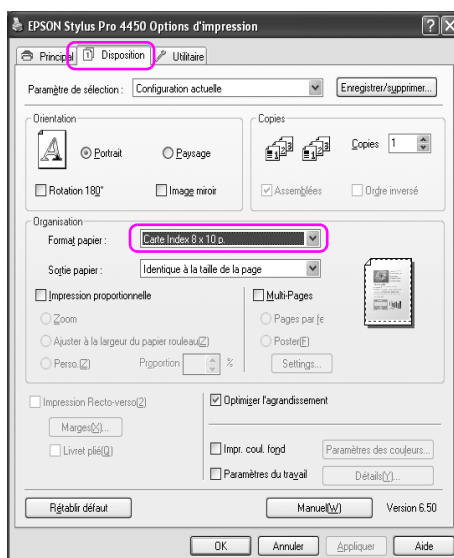 EPSON Stylus Pro 4450 Options d'impression
Principal Disposition Utilitaire
Paramètre de sélection : Configuration actuelle Enregistrer/supprimer...
Orientation Copies
A Portrait Paysage Copies 1
Rotation 180° Image miroir Assemblées Ordre inversé
Organisation
Format papier : Carte Index 8 x 10 p.
Sortie papier : Identique à la taille de la page
Impression proportionnelle Multi-Pages
Zoom Pages par fe
Ajuster à la largeur du papier rouleau(Z) Poster(F)
Perso.(Z) Proportion % Settings...
Impression Recto-verso(2) Optimiser l'agrandissement
Marges(X)...
Livret plié(Q) Impr. coul. fond Paramètres des couleurs...
Paramètres du travail Détails(Y)...
Rétablir défaut Manuel(W) Version 6.50
OK Annuler Appliquer Aide